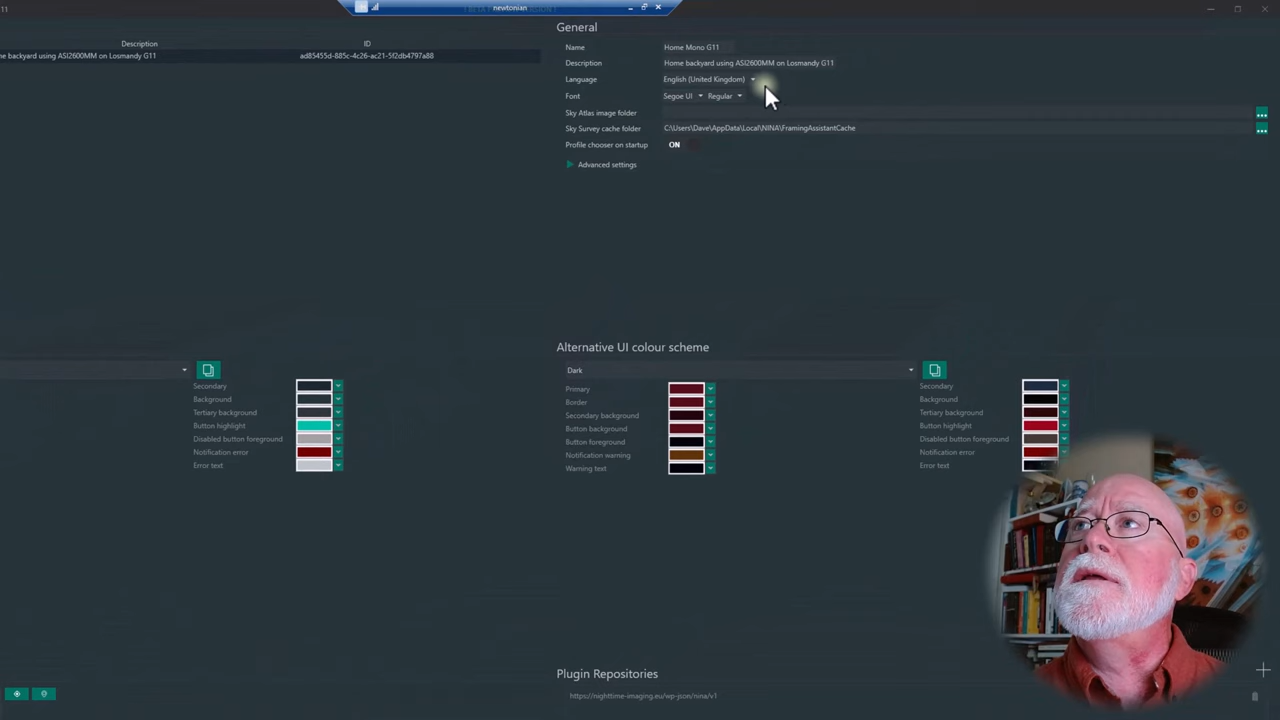 11
newtonian
General
Description
ID
me backyard using ASI2600MM on Losmandy G11
ad85455d-885c-4c26-ac21-5f2db4797a88
Name
Home Mono G11
Description
Home backyard using ASI2600MM on Losmandy G11
Language
English (United Kingdom)
Font
Segoe UI
Regular
Sky Atlas image folder
Sky Survey cache folder
C:\Users\Dave\AppData\Local\NINA\FramingAssistantCache
Profile chooser on startup
ON
Advanced settings
Alternative UI colour scheme
Dark
Secondary
Background
Tertiary background
Button highlight
Disabled button foreground
Notification error
Error text
Primary
Border
Secondary background
Button background
Button foreground
Notification warning
Warning text
Secondary
Background
Tertiary background
Button highlight
Disabled button foreground
Notification error
Error text
Plugin Repositories
https://nighttime-imaging.eu/wp-json/nina/v1